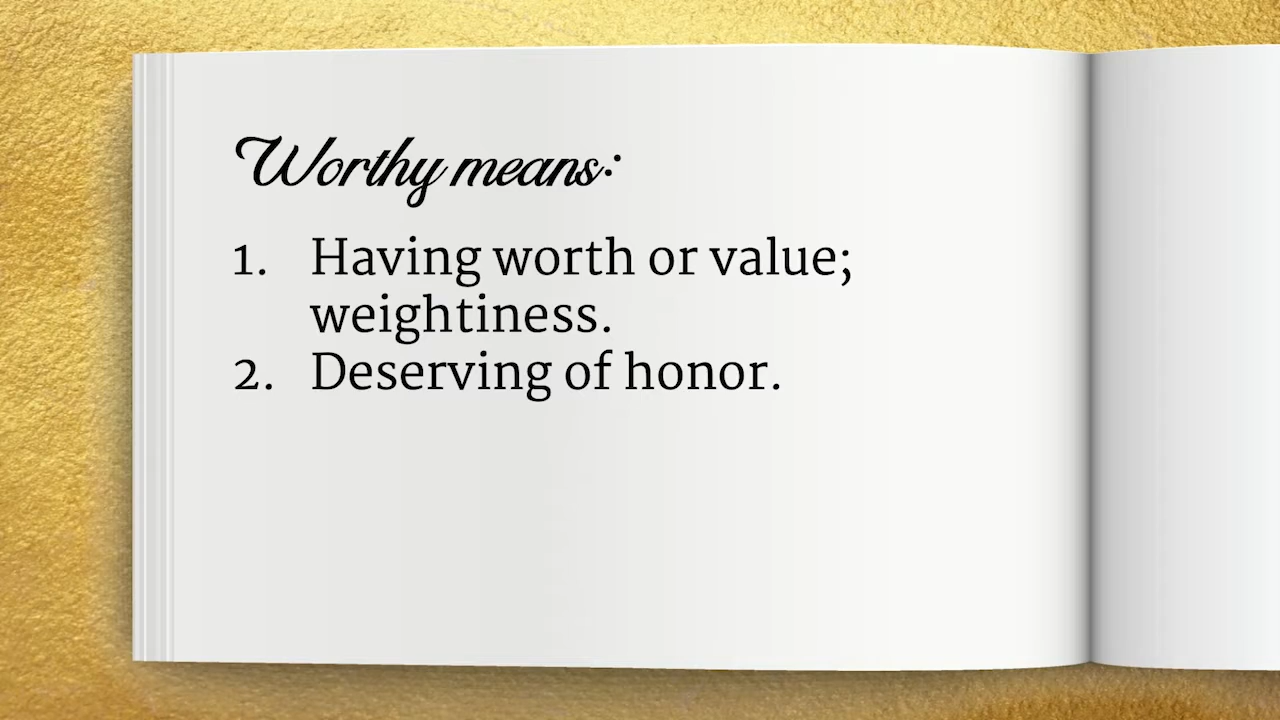 Worthy means:
1. Having worth or value;
weightiness.
2. Deserving of honor.